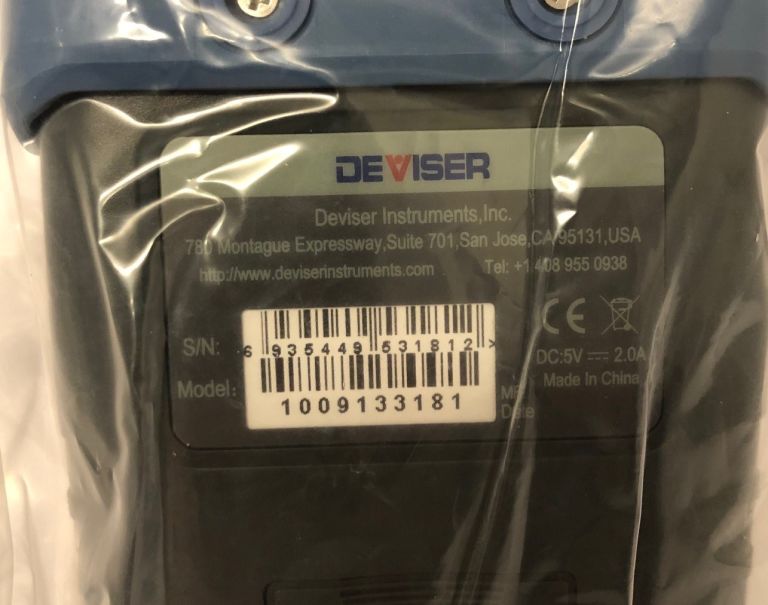 DEVISER
Deviser Instruments,Inc.
780 Montague Expressway,Suite 701,San Jose,CA 95131,USA
http://www.deviserinstruments.com Tel: +1 408 955 0938
S/N: 6 935449 531812 >
CE
DC:5V 2.0A
Model: Made In China
1009133181
Date